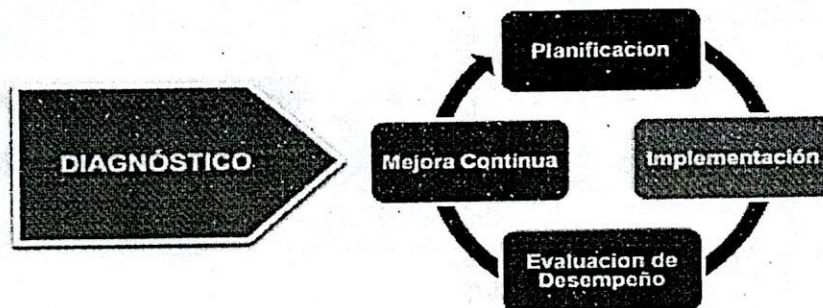 Planificacion
DIAGNÓSTICO
Mejora Continua
Implementación
Evaluacion de
Desempeño